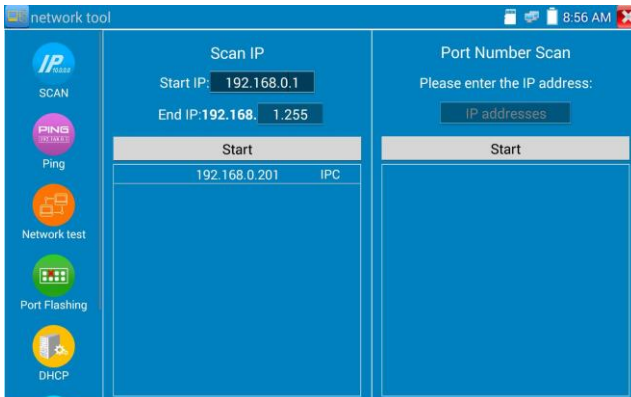 network tool
8:56 AM
IP
SCAN
PING
Ping
Network test
Port Flashing
DHCP
Scan IP
Start IP: 192.168.0.1
End IP:192.168. 1.255
Start
192.168.0.201 IPC
Port Number Scan
Please enter the IP address:
IP addresses
Start